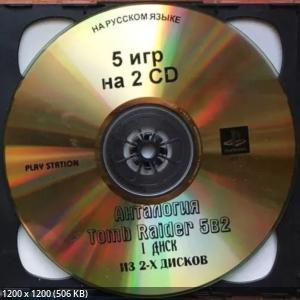 НА РУССКОМ ЯЗЫКЕ
5 игр
на 2 CD
PLAY STATION
Анталогия
Tomb Raider 5в2
1 диск
ИЗ 2-Х ДИСКОВ
1200 x 1200 (506 KB)